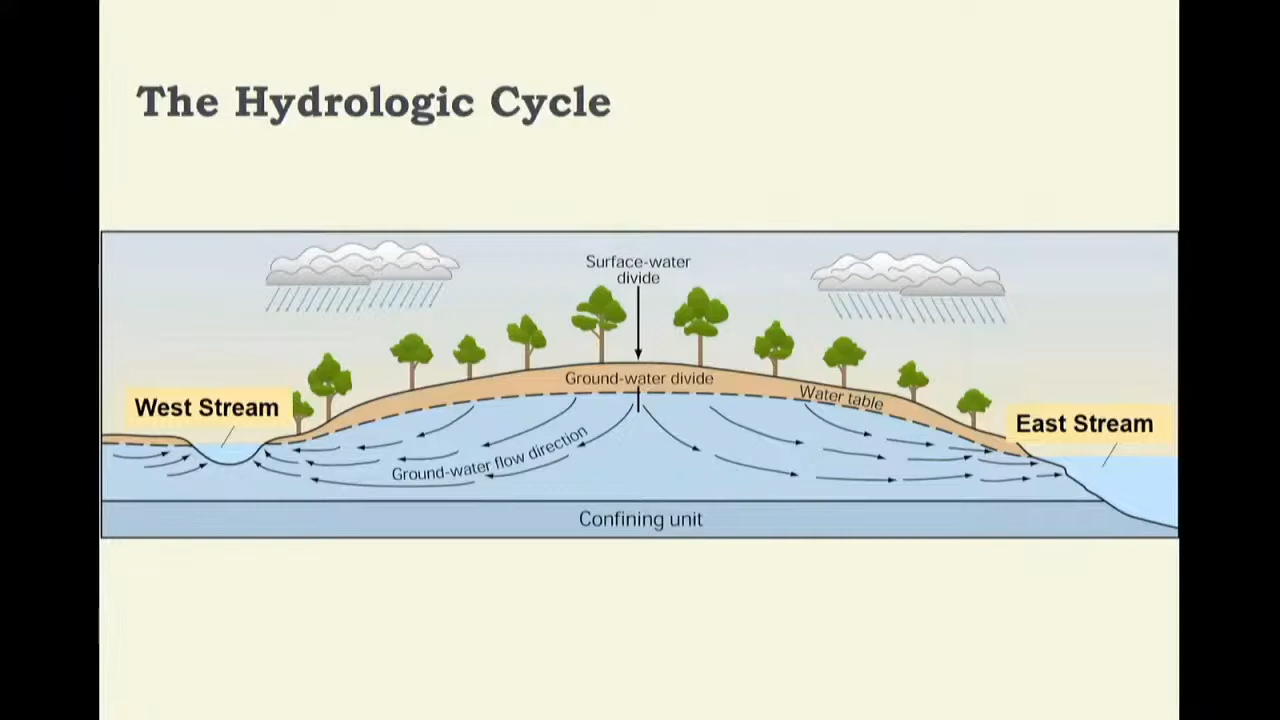 The Hydrologic Cycle
Surface-water
divide
Ground-water divide
Water table
West Stream
East Stream
Ground-water flow direction
Confining unit